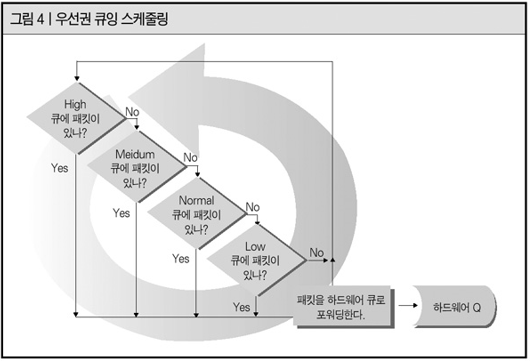 그림 4 | 우선권 큐잉 스케줄링
High
큐에 패킷이
있나?
No
Yes
Meidum
큐에 패킷이
있나?
No
Yes
Normal
큐에 패킷이
있나?
No
Yes
Low
큐에 패킷이
있나?
No
Yes
패킷을 하드웨어 큐로
포워딩한다.
하드웨어 Q